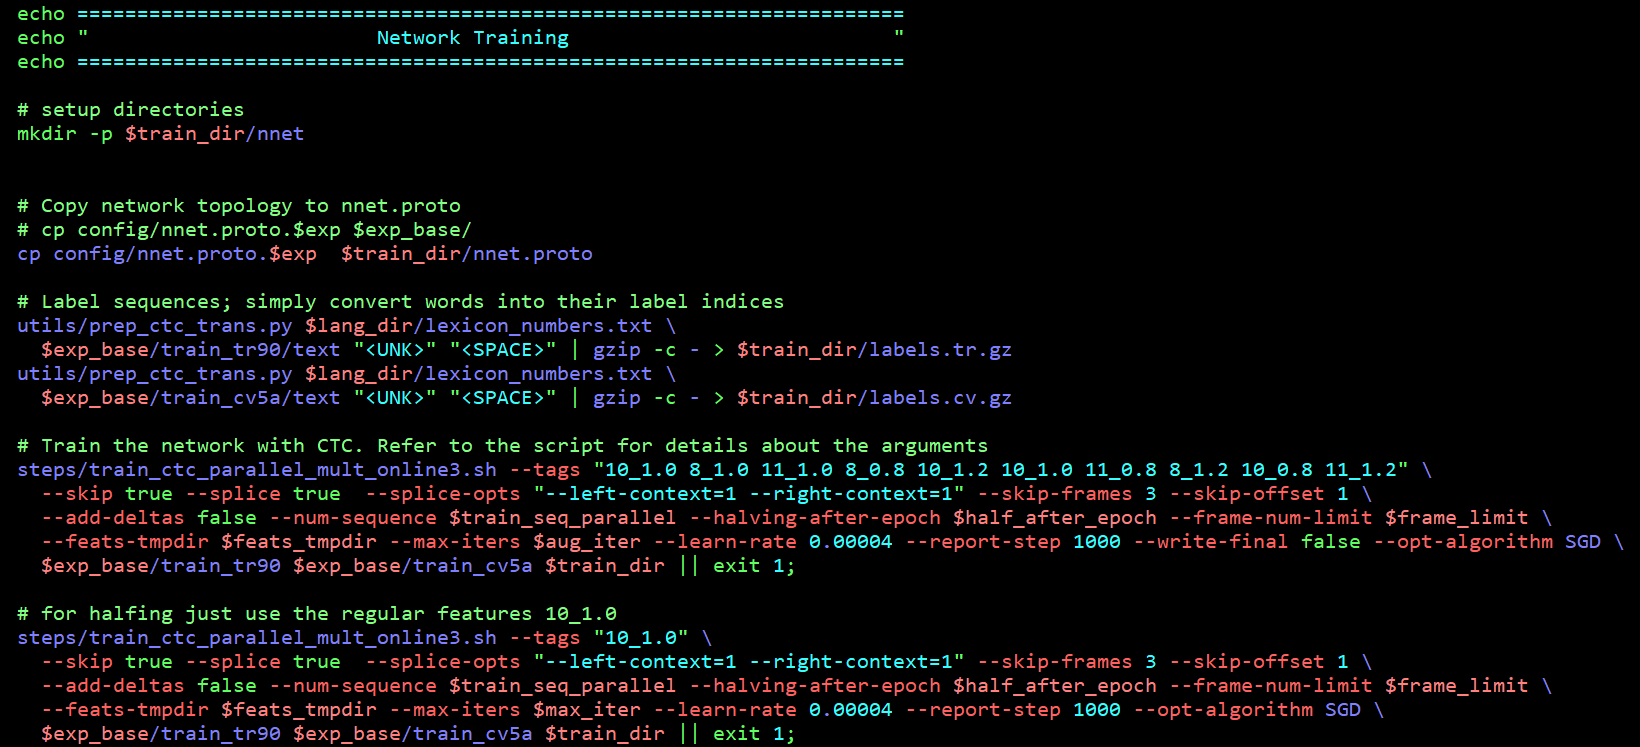 echo =====================================================================
echo "                        Network Training                           "
echo =====================================================================
# setup directories
mkdir -p $train_dir/nnet
# Copy network topology to nnet.proto
# cp config/nnet.proto.$exp $exp_base/
cp config/nnet.proto.$exp  $train_dir/nnet.proto
# Label sequences; simply convert words into their label indices
utils/prep_ctc_trans.py $lang_dir/lexicon_numbers.txt \
  $exp_base/train_tr90/text "<UNK>" "<SPACE>" | gzip -c - > $train_dir/labels.tr.gz
utils/prep_ctc_trans.py $lang_dir/lexicon_numbers.txt \
  $exp_base/train_cv5a/text "<UNK>" "<SPACE>" | gzip -c - > $train_dir/labels.cv.gz
# Train the network with CTC. Refer to the script for details about the arguments
steps/train_ctc_parallel_mult_online3.sh --tags "10_1.0 8_1.0 11_1.0 8_0.8 10_1.2 10_1.0 11_0.8 8_1.2 10_0.8 11_1.2" \
  --skip true --splice true  --splice-opts "--left-context=1 --right-context=1" --skip-frames 3 --skip-offset 1 \
  --add-deltas false --num-sequence $train_seq_parallel --halving-after-epoch $half_after_epoch --frame-num-limit $frame_limit \
  --feats-tmpdir $feats_tmpdir --max-iters $aug_iter --learn-rate 0.00004 --report-step 1000 --write-final false --opt-algorithm SGD \
  $exp_base/train_tr90 $exp_base/train_cv5a $train_dir || exit 1;
# for halfing just use the regular features 10_1.0
steps/train_ctc_parallel_mult_online3.sh --tags "10_1.0" \
  --skip true --splice true  --splice-opts "--left-context=1 --right-context=1" --skip-frames 3 --skip-offset 1 \
  --add-deltas false --num-sequence $train_seq_parallel --halving-after-epoch $half_after_epoch --frame-num-limit $frame_limit \
  --feats-tmpdir $feats_tmpdir --max-iters $max_iter --learn-rate 0.00004 --report-step 1000 --opt-algorithm SGD \
  $exp_base/train_tr90 $exp_base/train_cv5a $train_dir || exit 1;